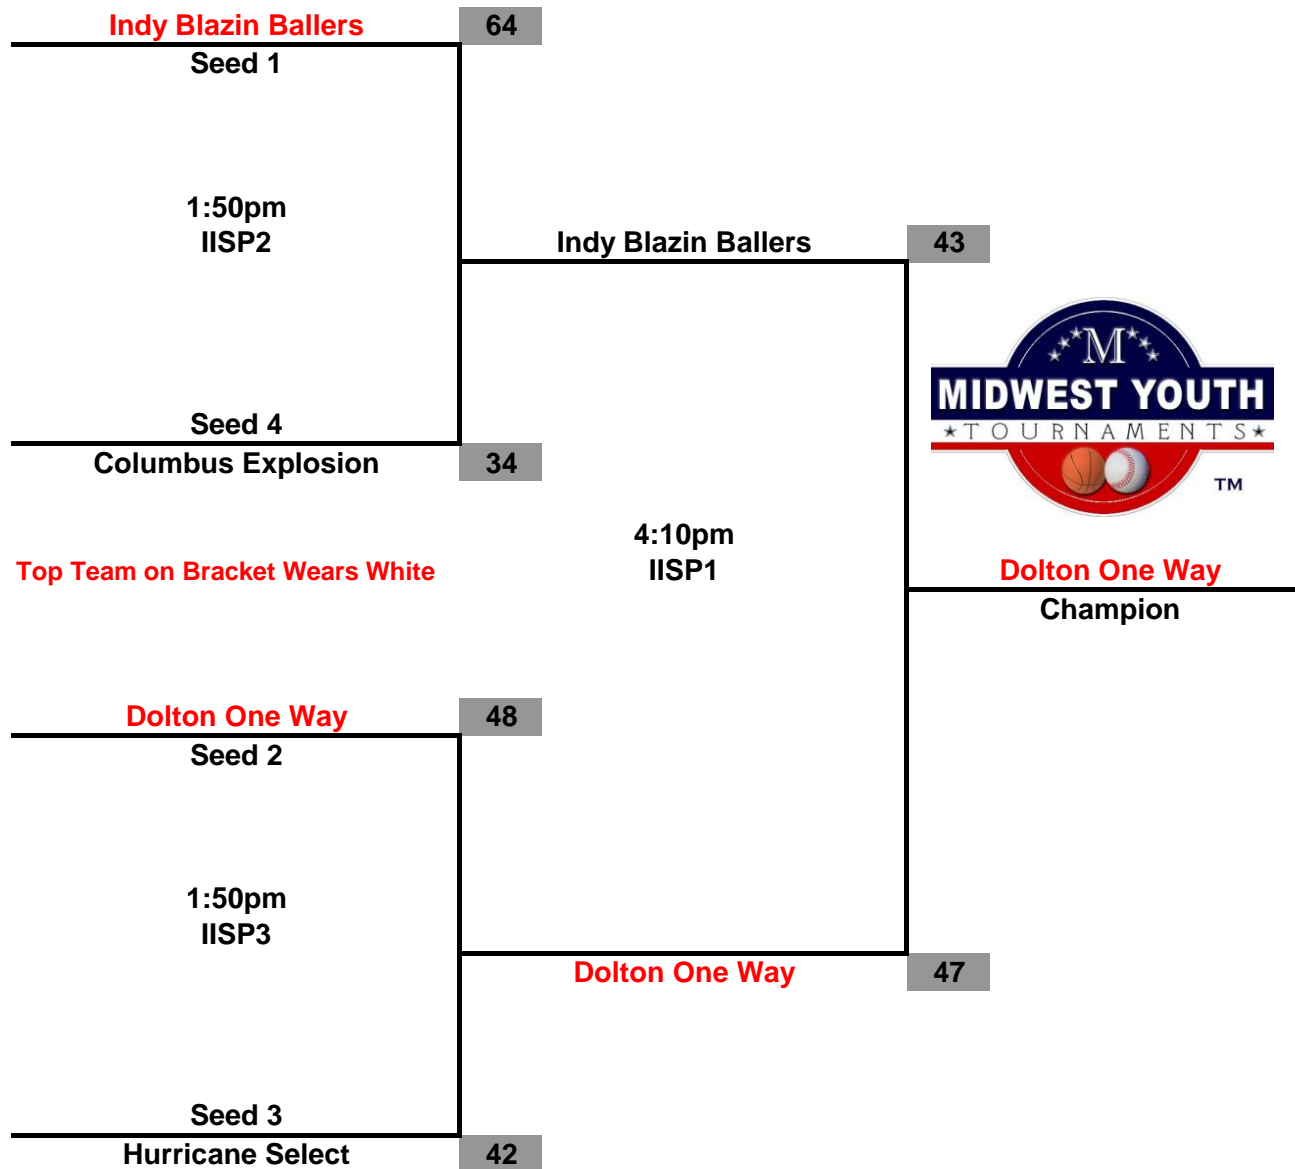 Indy Blazin Ballers 64
Seed 1
1:50pm
IISP2
Indy Blazin Ballers 43
M
MIDWEST YOUTH
TOURNAMENTS
TM
Seed 4
Columbus Explosion 34
4:10pm
IISP1
Top Team on Bracket Wears White
Dolton One Way
Champion
Dolton One Way 48
Seed 2
1:50pm
IISP3
Dolton One Way 47
Seed 3
Hurricane Select 42